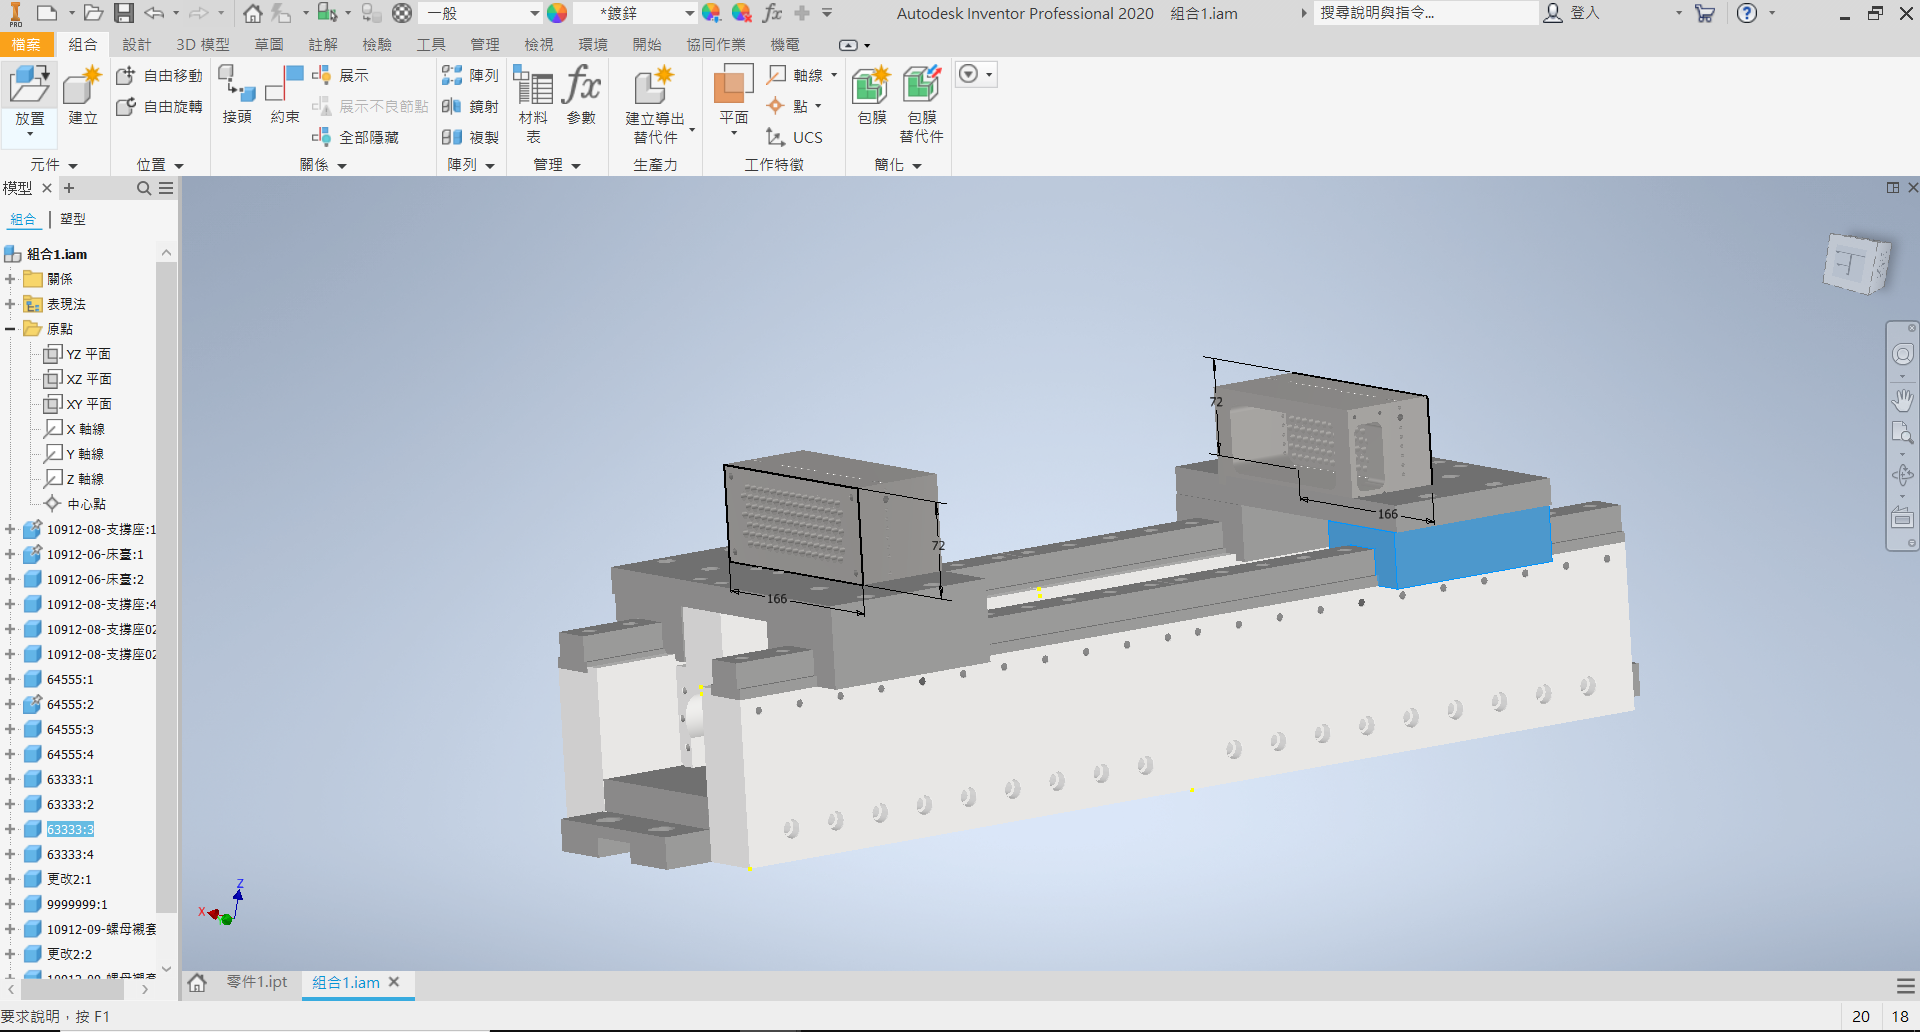 PRO
一般
*鍍鋅
fx
Autodesk Inventor Professional 2020 組合1.iam
搜尋說明與指令...
登入
檔案 組合 設計 3D 模型 草圖 註解 檢驗 工具 管理 檢視 環境 開始 協同作業 機電
放置
建立
自由移動
自由旋轉
接頭
約束
展示
展示不良節點
全部隱藏
陣列
鏡射
複製
材料表
fx
參數
建立導出替代件
平面
軸線
點
UCS
包膜
包膜替代件
元件 位置 關係 陣列 管理 生產力 工作特徵 簡化
模型
組合 | 塑型
組合1.iam
關係
表現法
原點
YZ 平面
XZ 平面
XY 平面
X 軸線
Y 軸線
Z 軸線
中心點
10912-08-支撐座:1
10912-06-床臺:1
10912-06-床臺:2
10912-08-支撐座:4
10912-08-支撐座02
10912-08-支撐座02
64555:1
64555:2
64555:3
64555:4
63333:1
63333:2
63333:3
63333:4
更改2:1
9999999:1
10912-09-螺母襯套
更改2:2
10912-09-螺母襯套
72
166
72
166
Z
X
零件1.ipt
組合1.iam
要求說明，按 F1
20 18